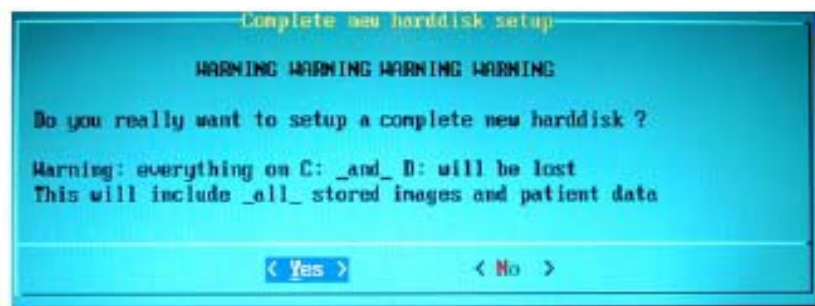 Complete new harddisk setup
WARNING WARNING WARNING WARNING
Do you really want to setup a complete new harddisk ?
Warning: everything on C: _and_ D: will be lost
This will include _all_ stored images and patient data
< Yes > < No >